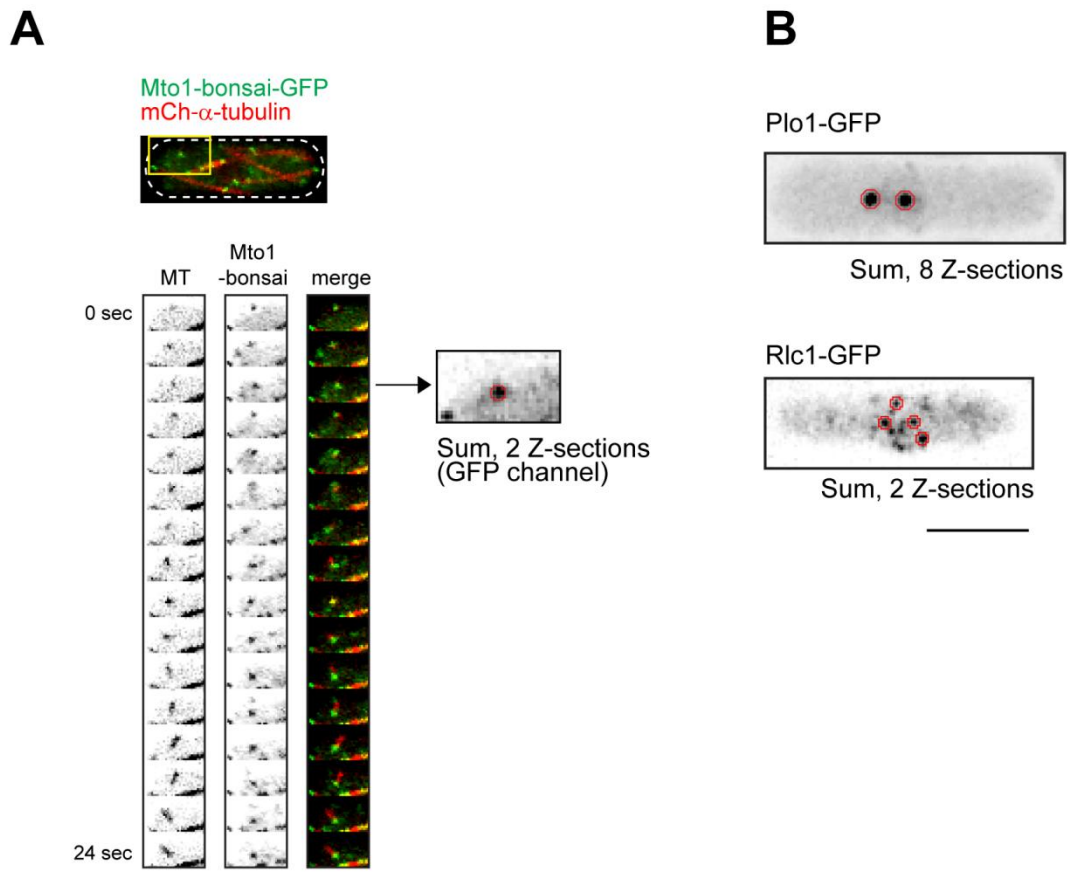 A
Mto1-bonsai-GFP
mCh-α-tubulin
MT
Mto1
-bonsai
merge
0 sec
24 sec
Sum, 2 Z-sections
(GFP channel)
B
Plo1-GFP
Sum, 8 Z-sections
Rlc1-GFP
Sum, 2 Z-sections